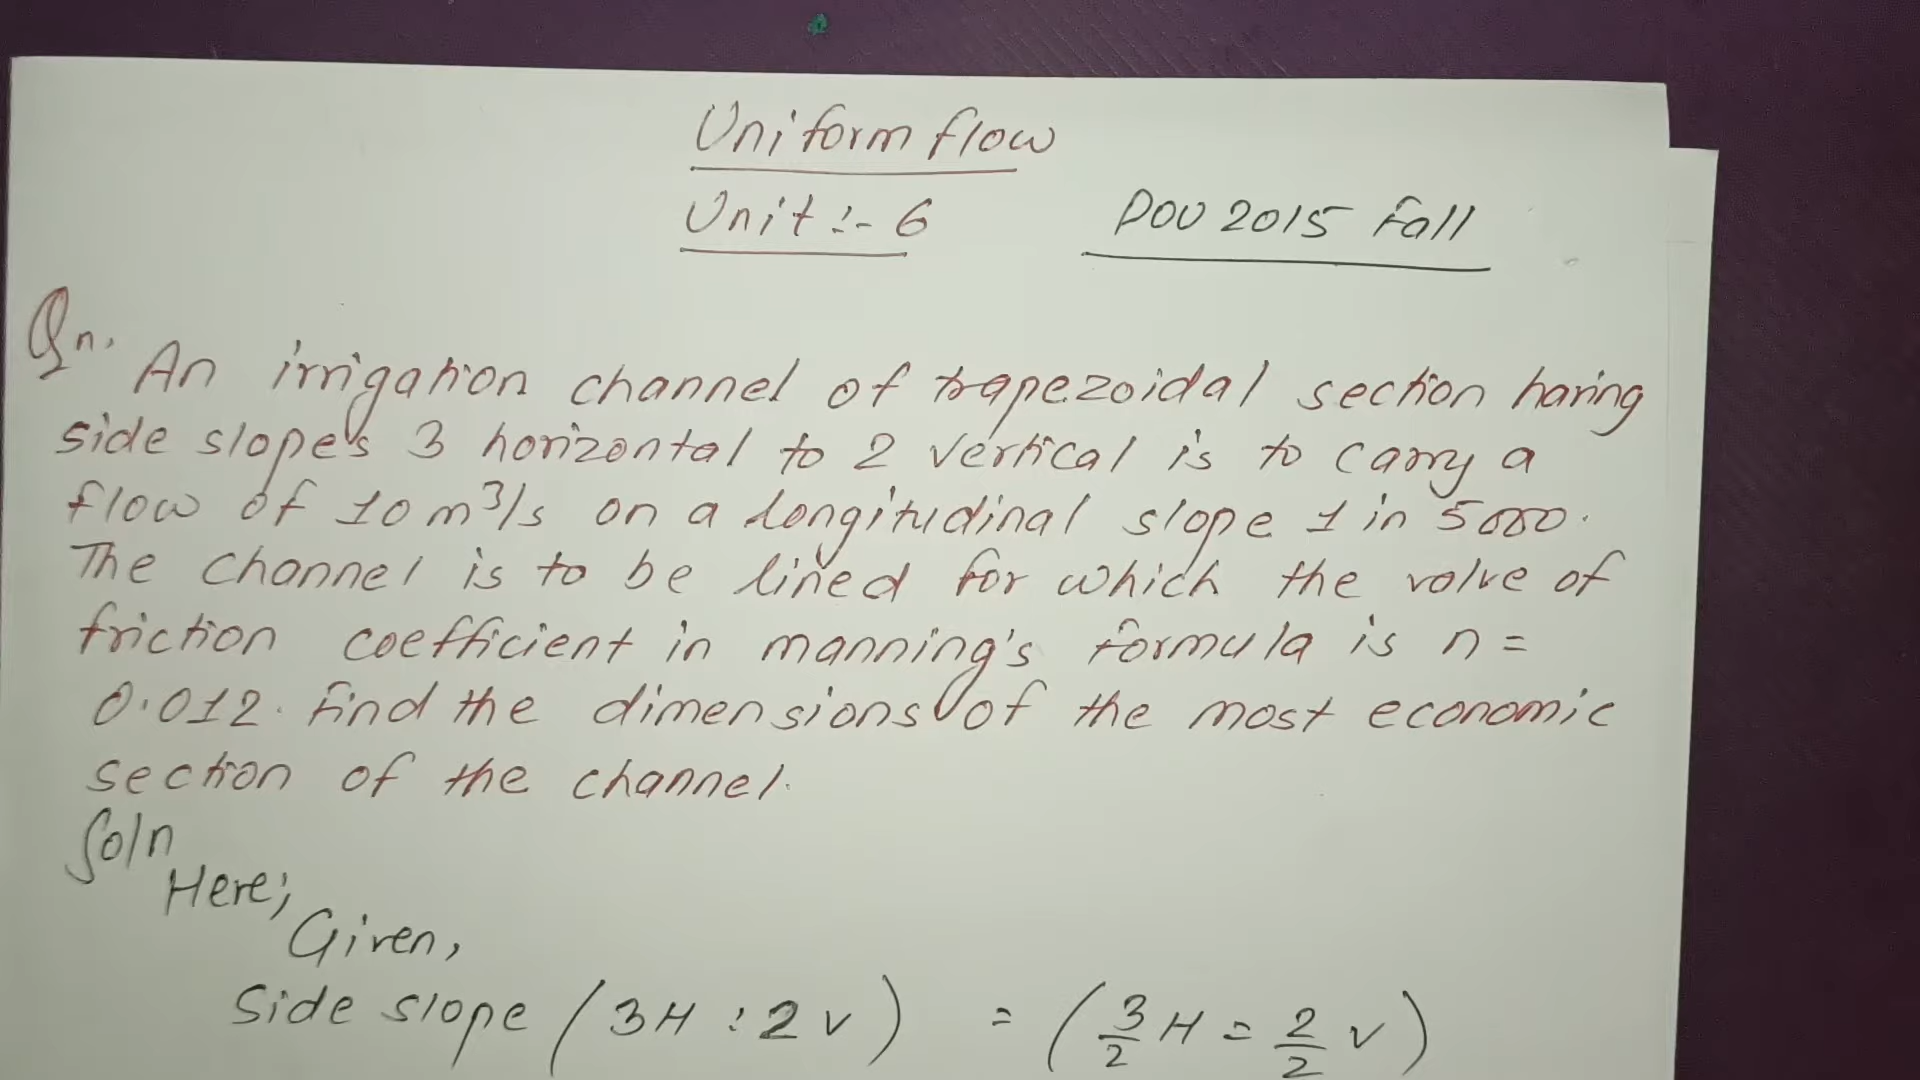 Uniform flow
Unit :- 6
POU 2015 Fall
Qn. An irrigation channel of trapezoidal section having
side slopes 3 horizontal to 2 vertical is to carry a
flow of 10 m³/s on a longitudinal slope 1 in 5000.
The channel is to be lined for which the value of
friction coefficient in manning's formula is n =
0.012. Find the dimensions of the most economic
section of the channel.
Soln
Here;
Given,
Side slope (3H : 2V) = (3/2 H = 2/2 V)